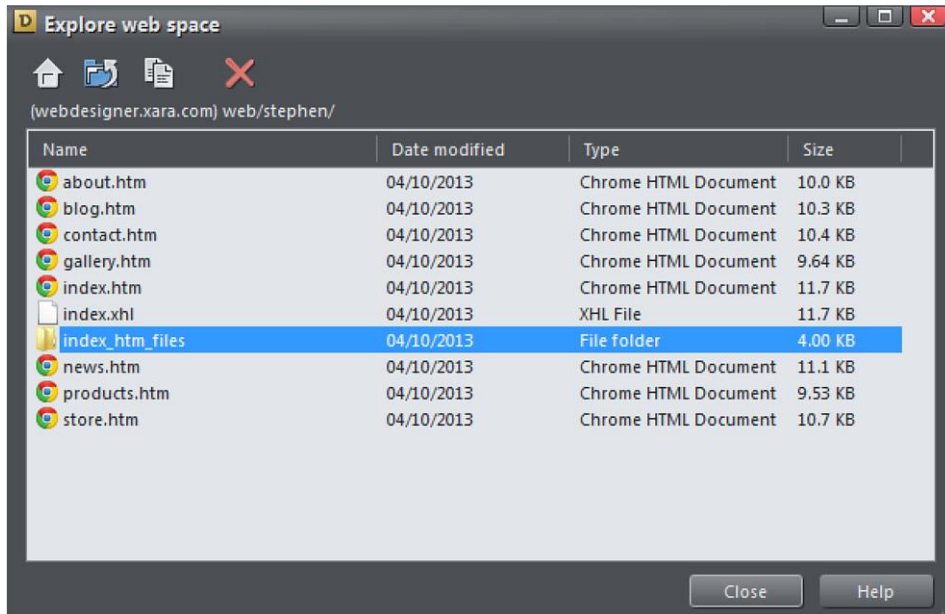 D Explore web space
(webdesigner.xara.com) web/stephen/
Name Date modified Type Size
about.htm 04/10/2013 Chrome HTML Document 10.0 KB
blog.htm 04/10/2013 Chrome HTML Document 10.3 KB
contact.htm 04/10/2013 Chrome HTML Document 10.4 KB
gallery.htm 04/10/2013 Chrome HTML Document 9.64 KB
index.htm 04/10/2013 Chrome HTML Document 11.7 KB
index.xhl 04/10/2013 XHL File 11.7 KB
index_htm_files 04/10/2013 File folder 4.00 KB
news.htm 04/10/2013 Chrome HTML Document 11.1 KB
products.htm 04/10/2013 Chrome HTML Document 9.53 KB
store.htm 04/10/2013 Chrome HTML Document 10.7 KB
Close Help